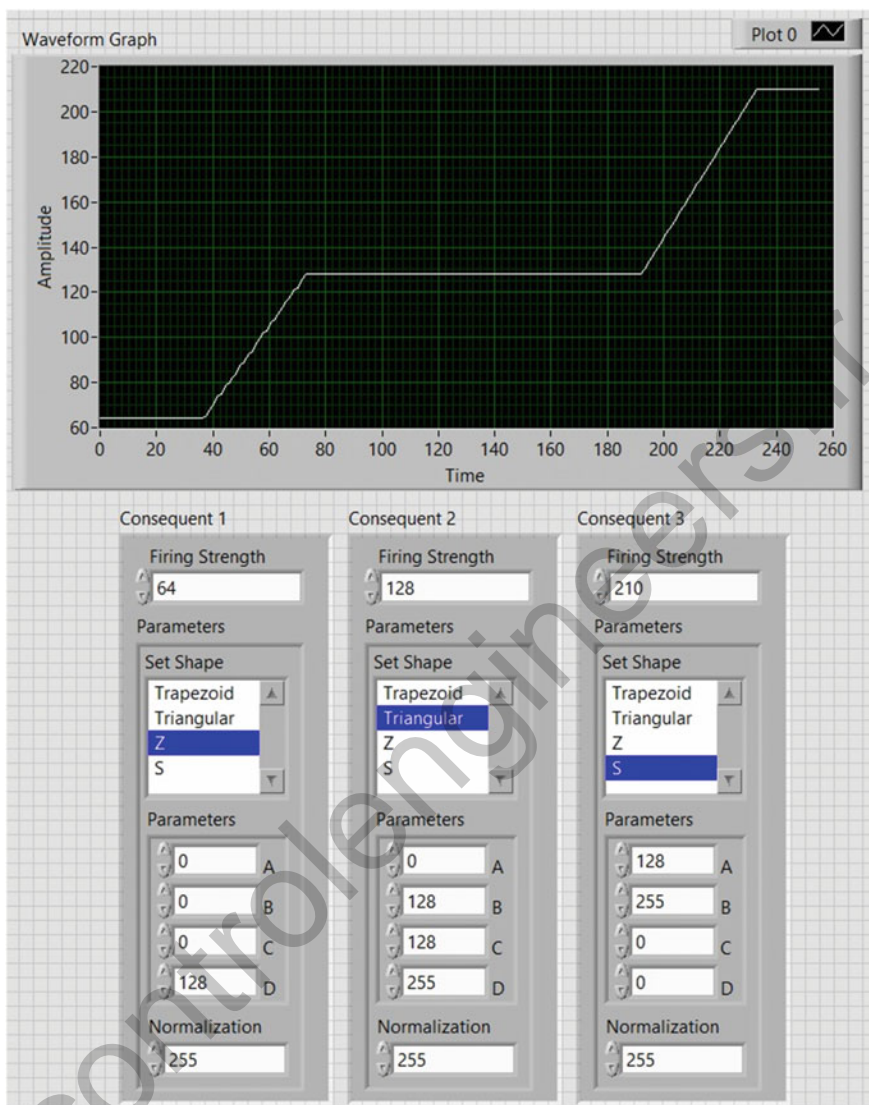 Waveform Graph
Plot 0
220
200
180
160
140
120
100
80
60
Amplitude
0 20 40 60 80 100 120 140 160 180 200 220 240 260
Time
Consequent 1
Firing Strength
64
Parameters
Set Shape
Trapezoid
Triangular
Z
S
Parameters
0 A
0 B
0 C
128 D
Normalization
255
Consequent 2
Firing Strength
128
Parameters
Set Shape
Trapezoid
Triangular
Z
S
Parameters
0 A
128 B
128 C
255 D
Normalization
255
Consequent 3
Firing Strength
210
Parameters
Set Shape
Trapezoid
Triangular
Z
S
Parameters
128 A
255 B
0 C
0 D
Normalization
255
controlengineers.ir